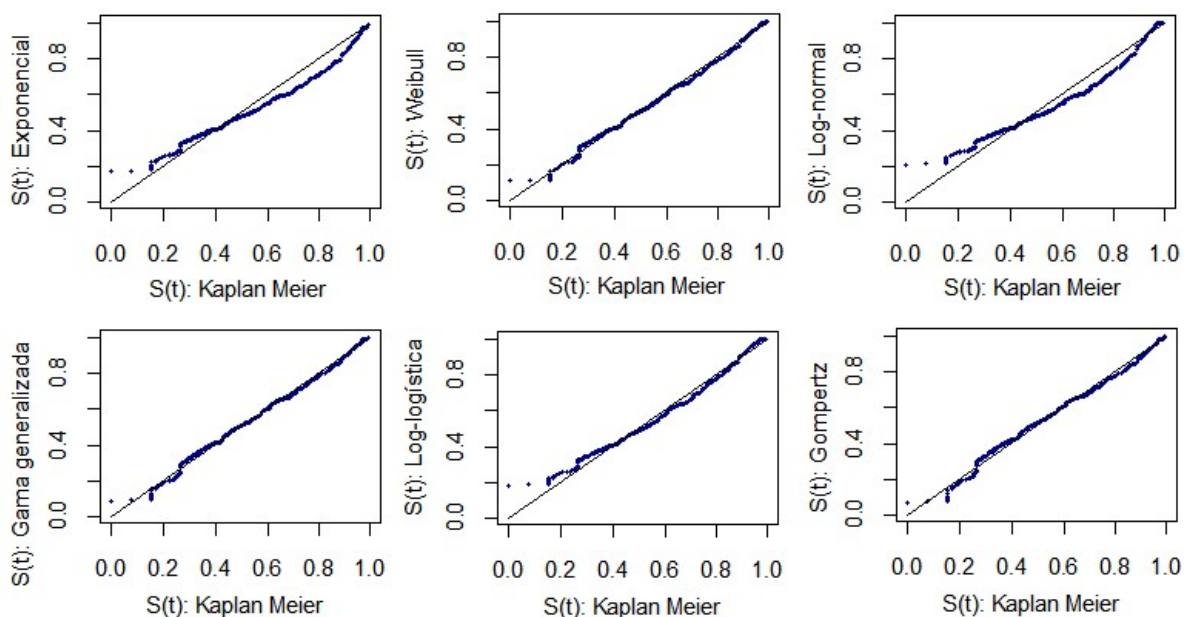 S(t): Exponencial
0.0 0.4 0.8
0.0 0.2 0.4 0.6 0.8 1.0
S(t): Kaplan Meier
S(t): Weibull
0.0 0.4 0.8
0.0 0.2 0.4 0.6 0.8 1.0
S(t): Kaplan Meier
S(t): Log-normal
0.0 0.4 0.8
0.0 0.2 0.4 0.6 0.8 1.0
S(t): Kaplan Meier
S(t): Gama generalizada
0.0 0.4 0.8
0.0 0.2 0.4 0.6 0.8 1.0
S(t): Kaplan Meier
S(t): Log-logística
0.0 0.4 0.8
0.0 0.2 0.4 0.6 0.8 1.0
S(t): Kaplan Meier
S(t): Gompertz
0.0 0.4 0.8
0.0 0.2 0.4 0.6 0.8 1.0
S(t): Kaplan Meier